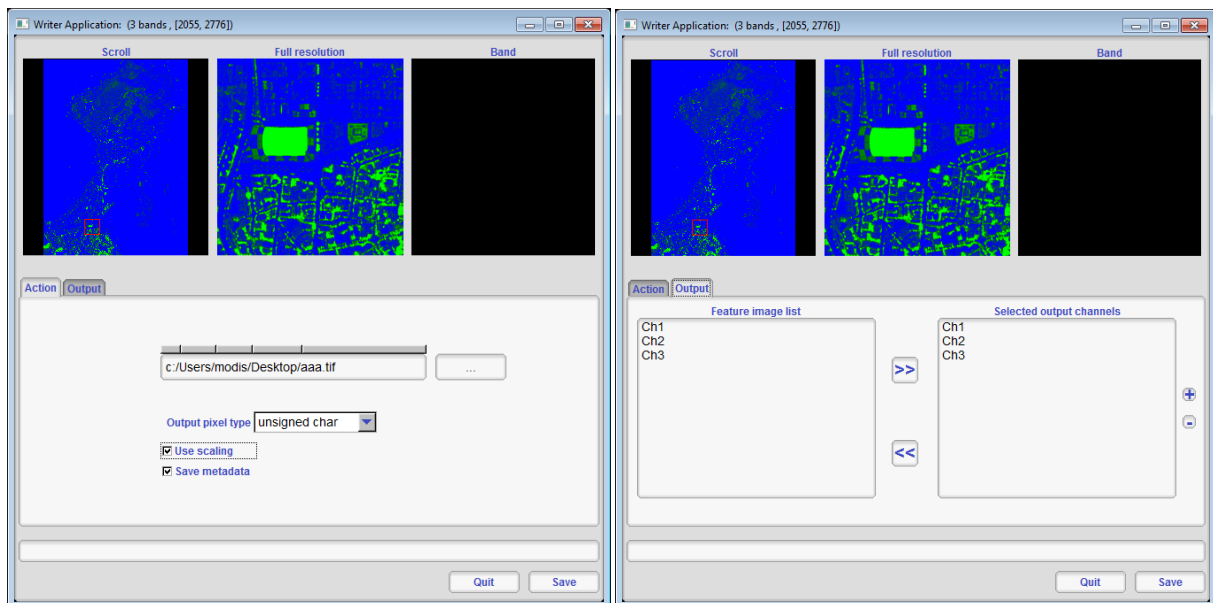 Writer Application: (3 bands , [2055, 2776])
Scroll Full resolution Band
Action Output
c:/Users/modis/Desktop/aaa.tif ...
Output pixel type unsigned char
Use scaling
Save metadata
Quit Save
Writer Application: (3 bands , [2055, 2776])
Scroll Full resolution Band
Action Output
Feature image list Selected output channels
Ch1 Ch1
Ch2 Ch2
Ch3 Ch3
>>
+
-
<<
Quit Save